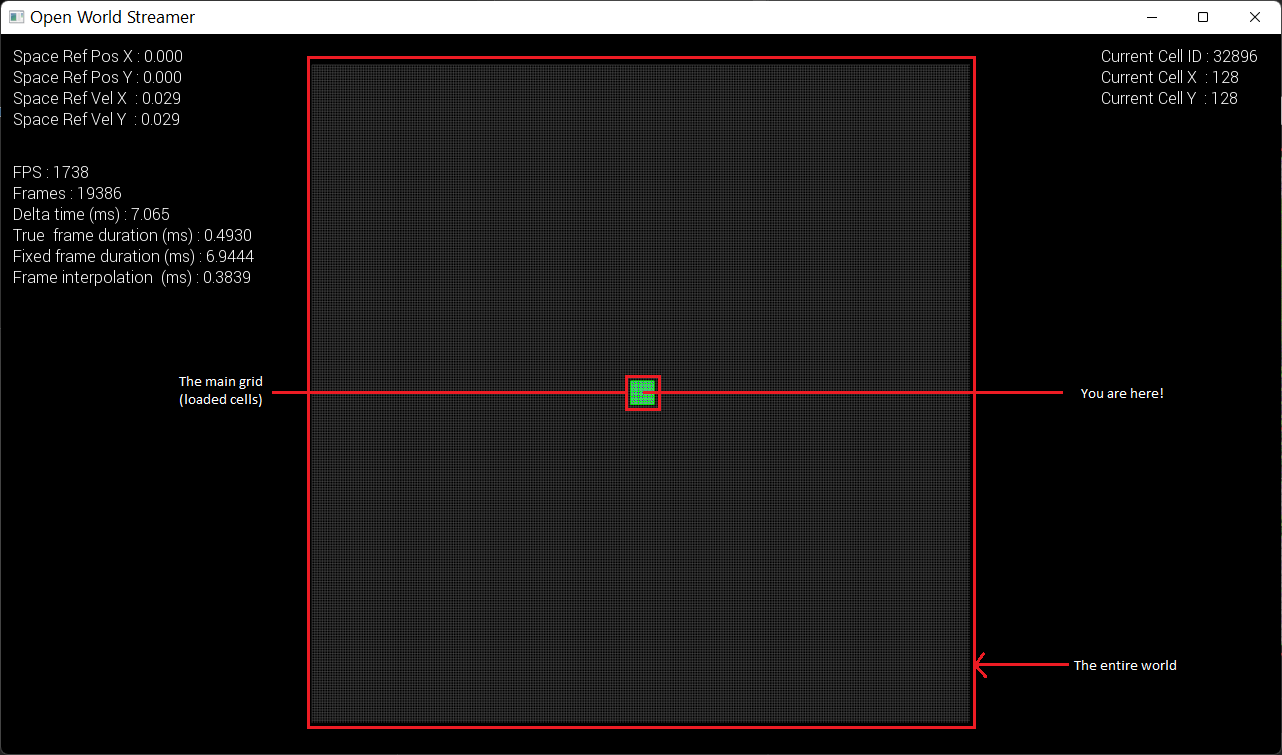 Open World Streamer
Space Ref Pos X : 0.000
Space Ref Pos Y : 0.000
Space Ref Vel X : 0.029
Space Ref Vel Y : 0.029
FPS : 1738
Frames : 19386
Delta time (ms) : 7.065
True frame duration (ms) : 0.4930
Fixed frame duration (ms) : 6.9444
Frame interpolation (ms) : 0.3839
Current Cell ID : 32896
Current Cell X : 128
Current Cell Y : 128
The main grid
(loaded cells)
You are here!
The entire world